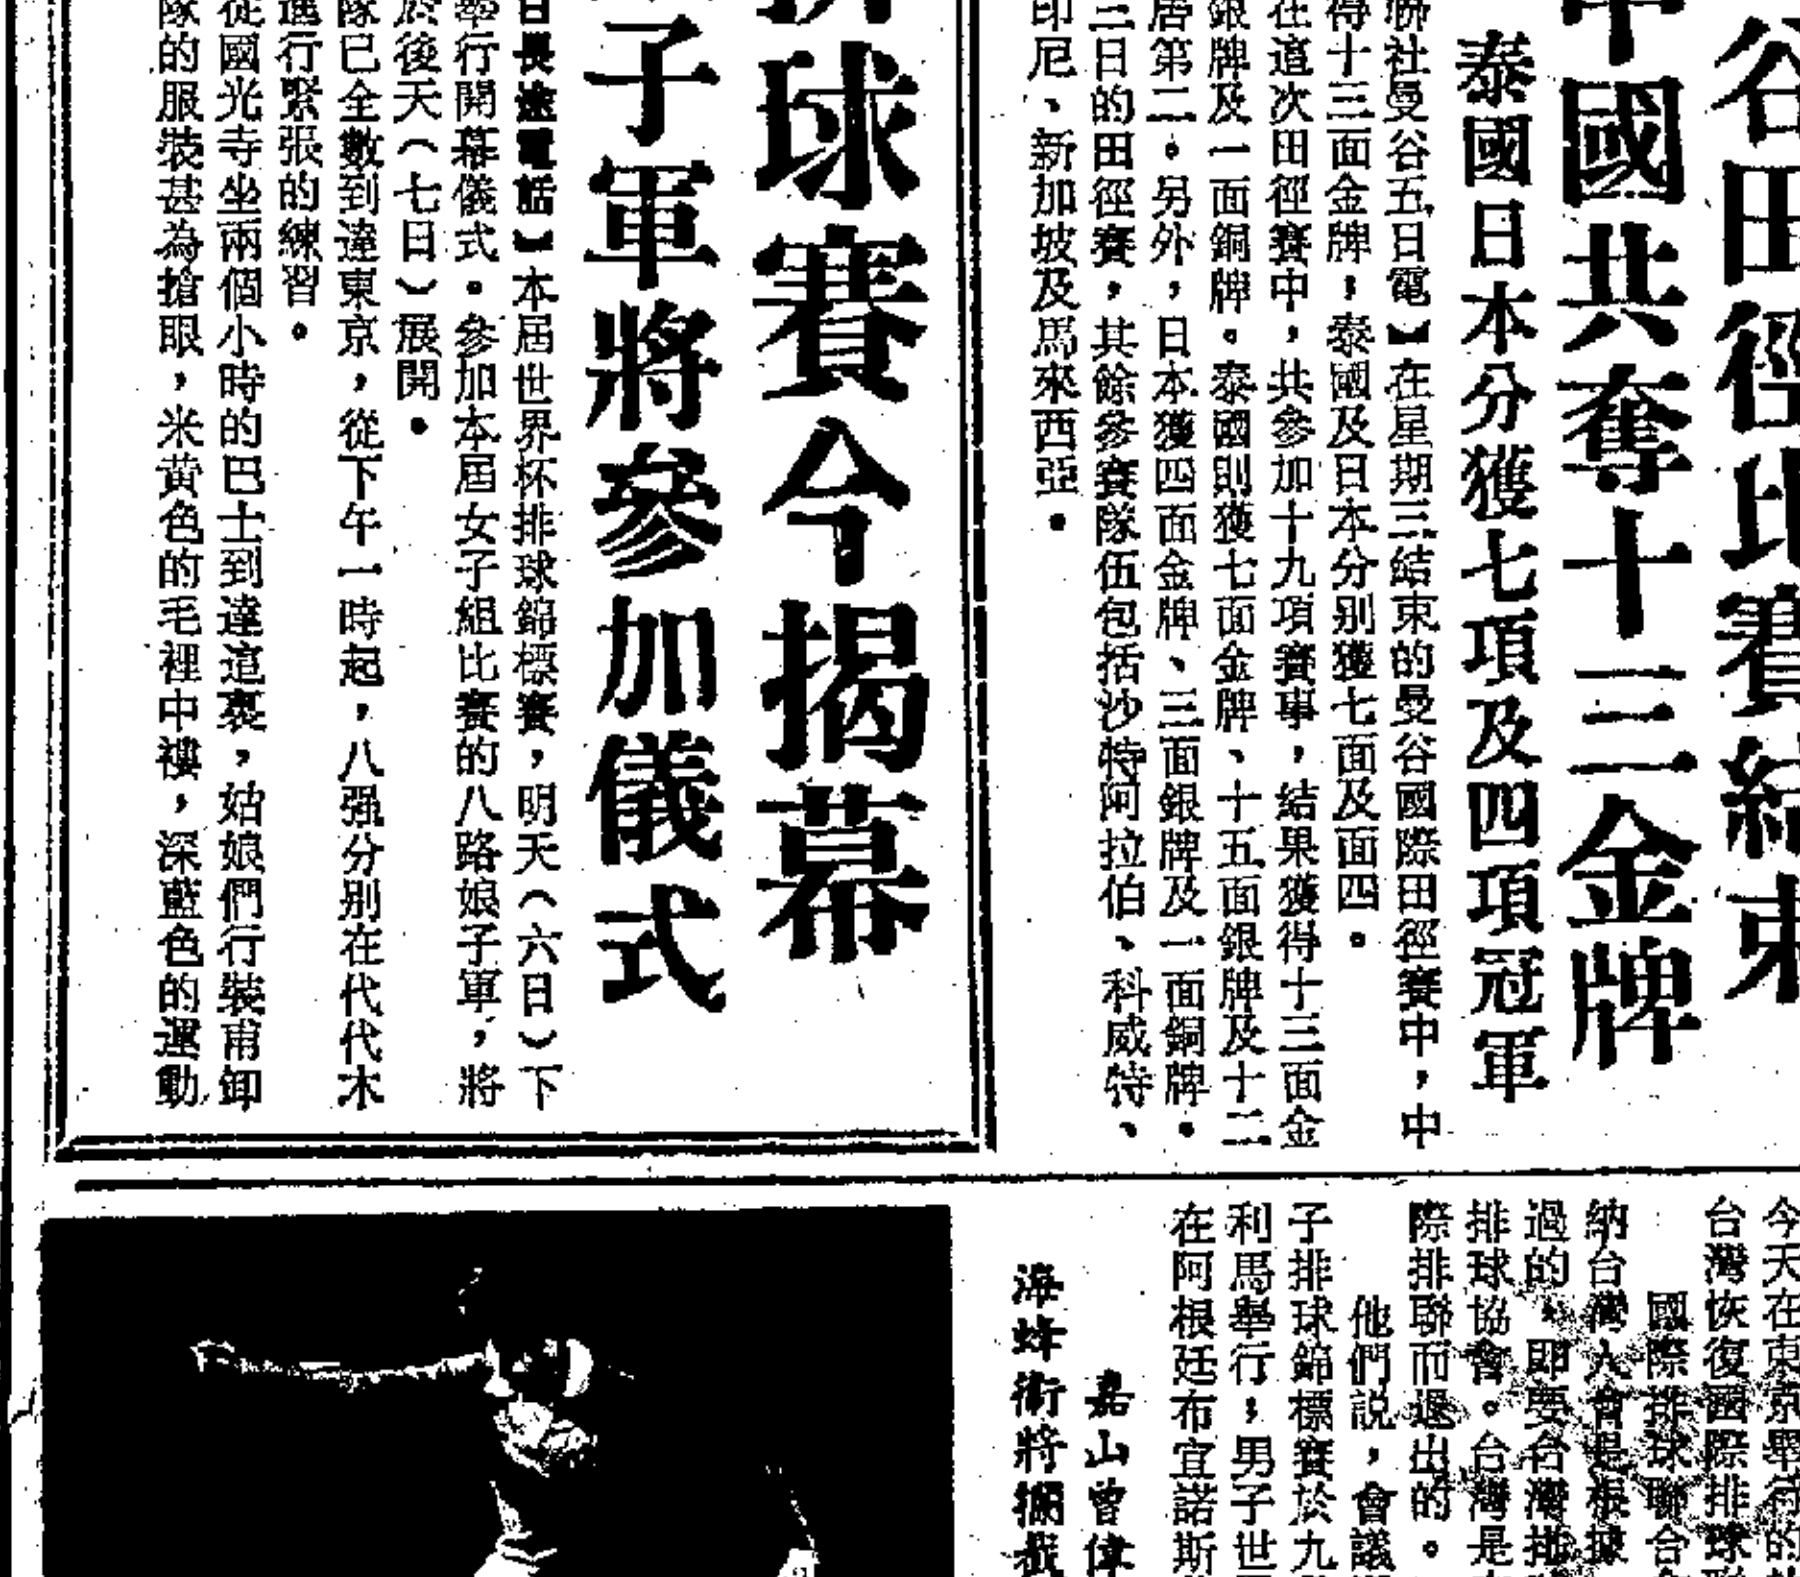 谷田徑比賽結束
中國共奪十三金牌
泰國日本分獲七項及四項冠軍
聯社曼谷五日電】在星期三結束的曼谷國際田徑賽中，中
得十三面金牌，泰國及日本分別獲七面及面四。
在這次田徑賽中，共參加十九項賽事，結果獲得十三面金
銀牌及一面銅牌。泰國則獲七面金牌、十五面銀牌及十二
居第二。另外，日本獲四面金牌、三面銀牌及一面銅牌。
三日的田徑賽，其餘參賽隊伍包括沙特阿拉伯、科威特、
印尼、新加坡及馬來西亞。
排球賽今揭幕
子軍將參加儀式
日長途電話】本屆世界杯排球錦標賽，明天（六日）下
舉行開幕儀式。參加本屆女子組比賽的八路娘子軍，將
於後天（七日）展開。
隊已全數到達東京，從下午一時起，八强分別在代代木
進行緊張的練習。
從國光寺坐兩個小時的巴士到達這裏，姑娘們行裝甫卸
隊的服裝甚為搶眼，米黄色的毛裡中褸，深藍色的運動
今天在東京舉行的
台灣恢復國際排球聯
國際排球聯合
納台灣入會是根據
過的，即要台灣排
排球協會。台灣是
際排聯而退出的。
他們説，會議
子排球錦標賽於九
利馬舉行；男子世
在阿根廷布宜諾斯
嘉山曾偉
海蜂衛將攔截